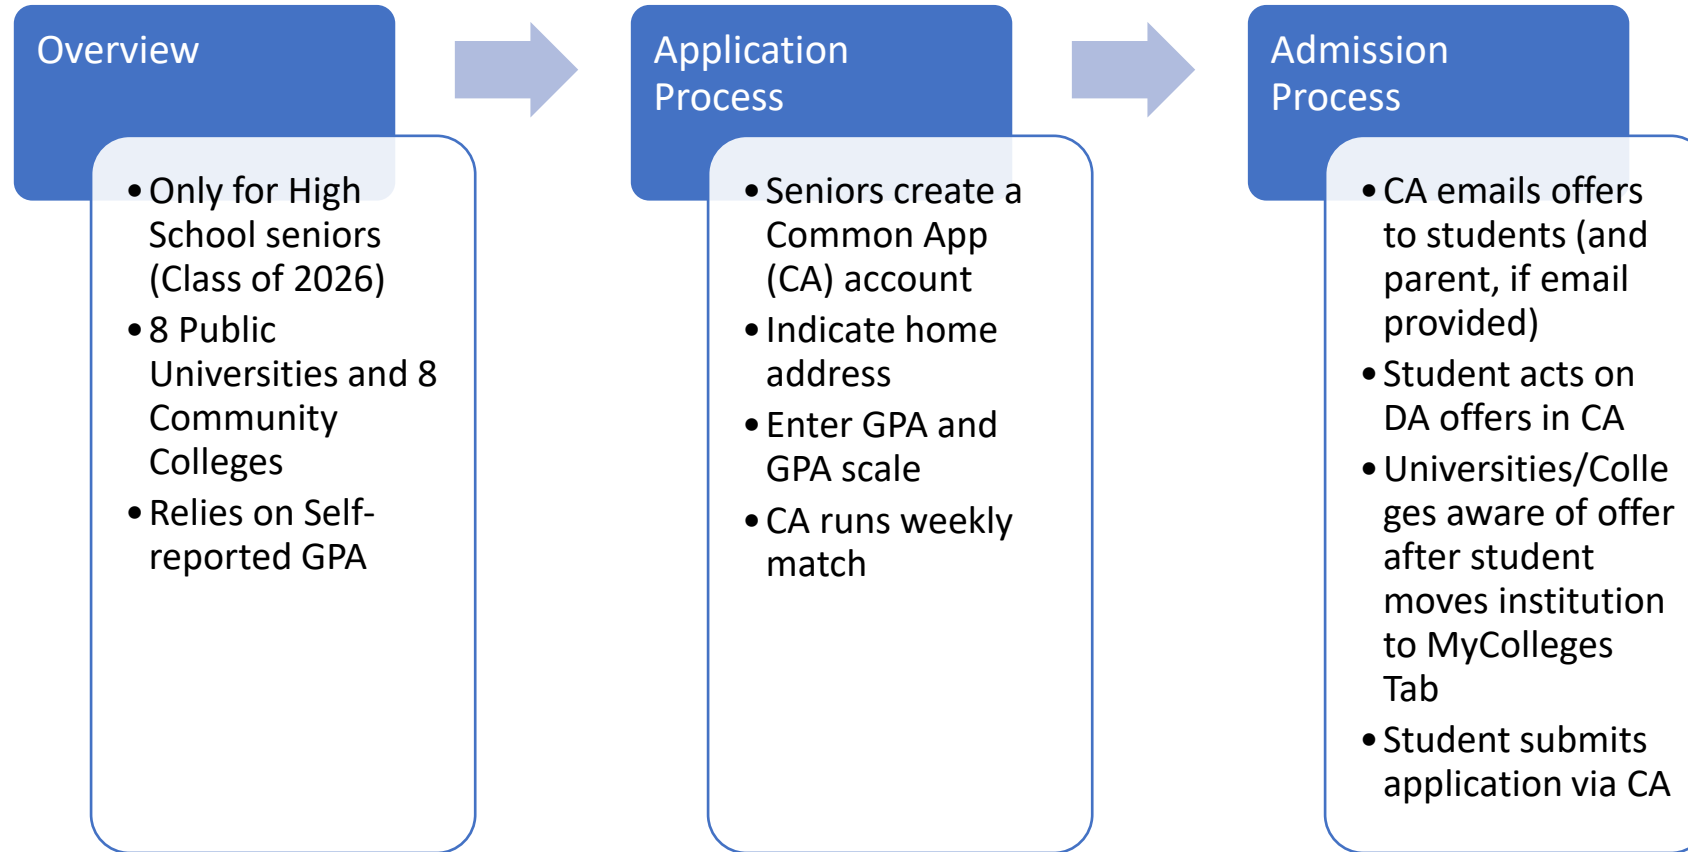 Overview
• Only for High
School seniors
(Class of 2026)
• 8 Public
Universities and 8
Community
Colleges
• Relies on Self-
reported GPA
Application
Process
• Seniors create a
Common App
(CA) account
• Indicate home
address
• Enter GPA and
GPA scale
• CA runs weekly
match
Admission
Process
• CA emails offers
to students (and
parent, if email
provided)
• Student acts on
DA offers in CA
• Universities/Colle
ges aware of offer
after student
moves institution
to MyColleges
Tab
• Student submits
application via CA